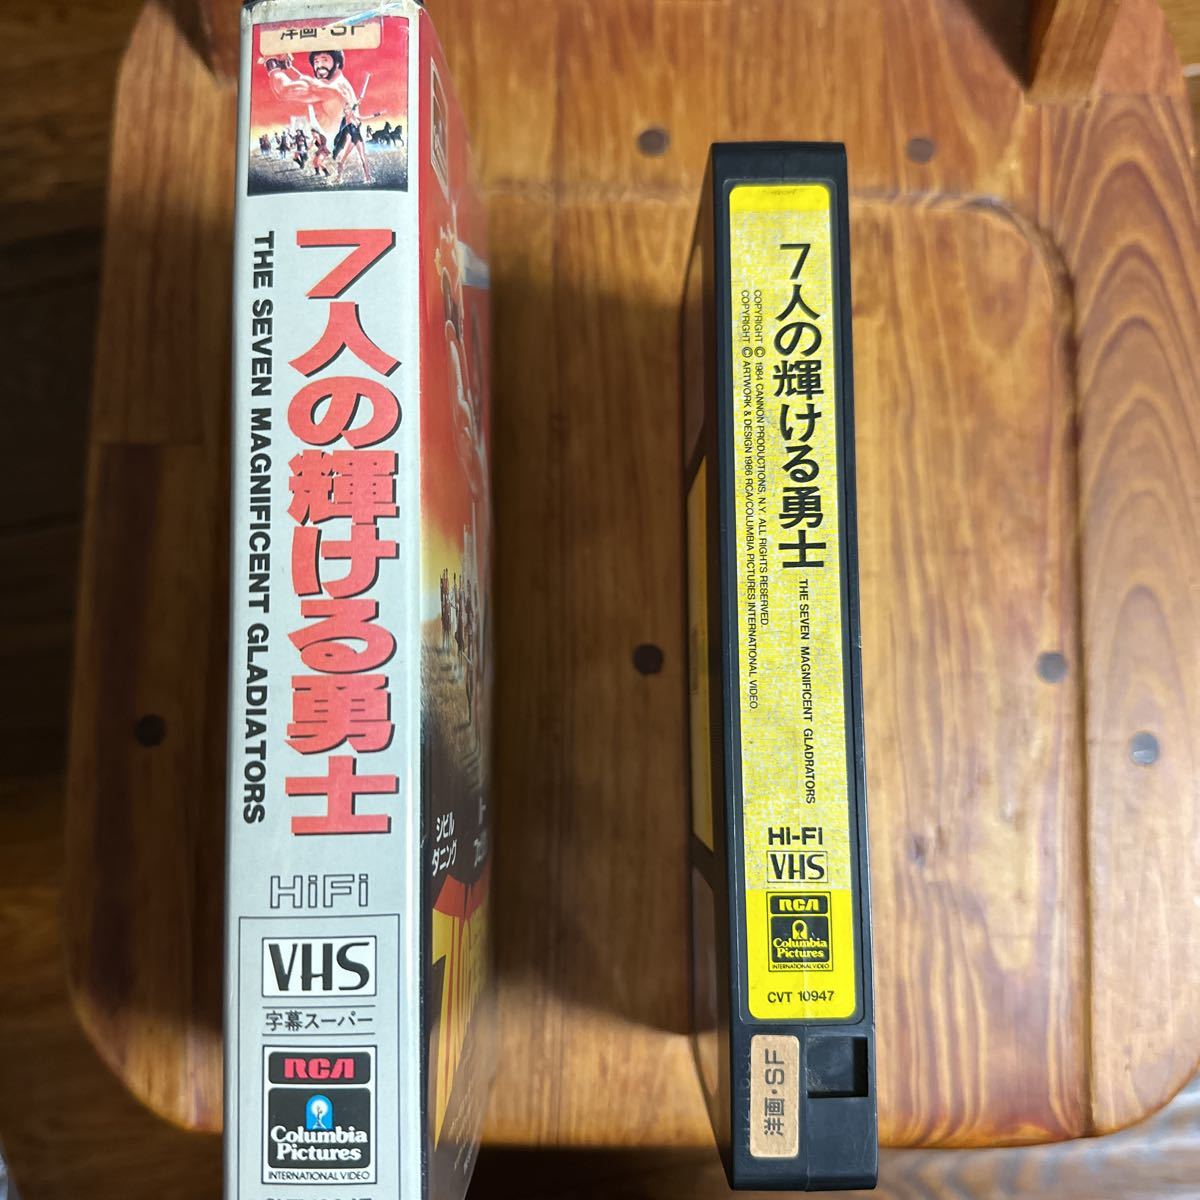 洋画・SF
7人の輝ける勇士
THE SEVEN MAGNIFICENT GLADIATORS
HiFi
VHS
字幕スーパー
RCA
Columbia
Pictures
INTERNATIONAL VIDEO
シビル
ダニング
7人の輝ける勇士
THE SEVEN MAGNIFICENT GLADRATORS
COPYRIGHT © 1984 CANNON PRODUCTIONS, N.Y. ALL RIGHTS RESERVED.
COPYRIGHT © ARTWORK & DESIGN 1986 RCA/COLUMBIA PICTURES INTERNATIONAL VIDEO.
Hi-Fi
VHS
RCA
Columbia
Pictures
INTERNATIONAL VIDEO
CVT 10947
洋画・SF